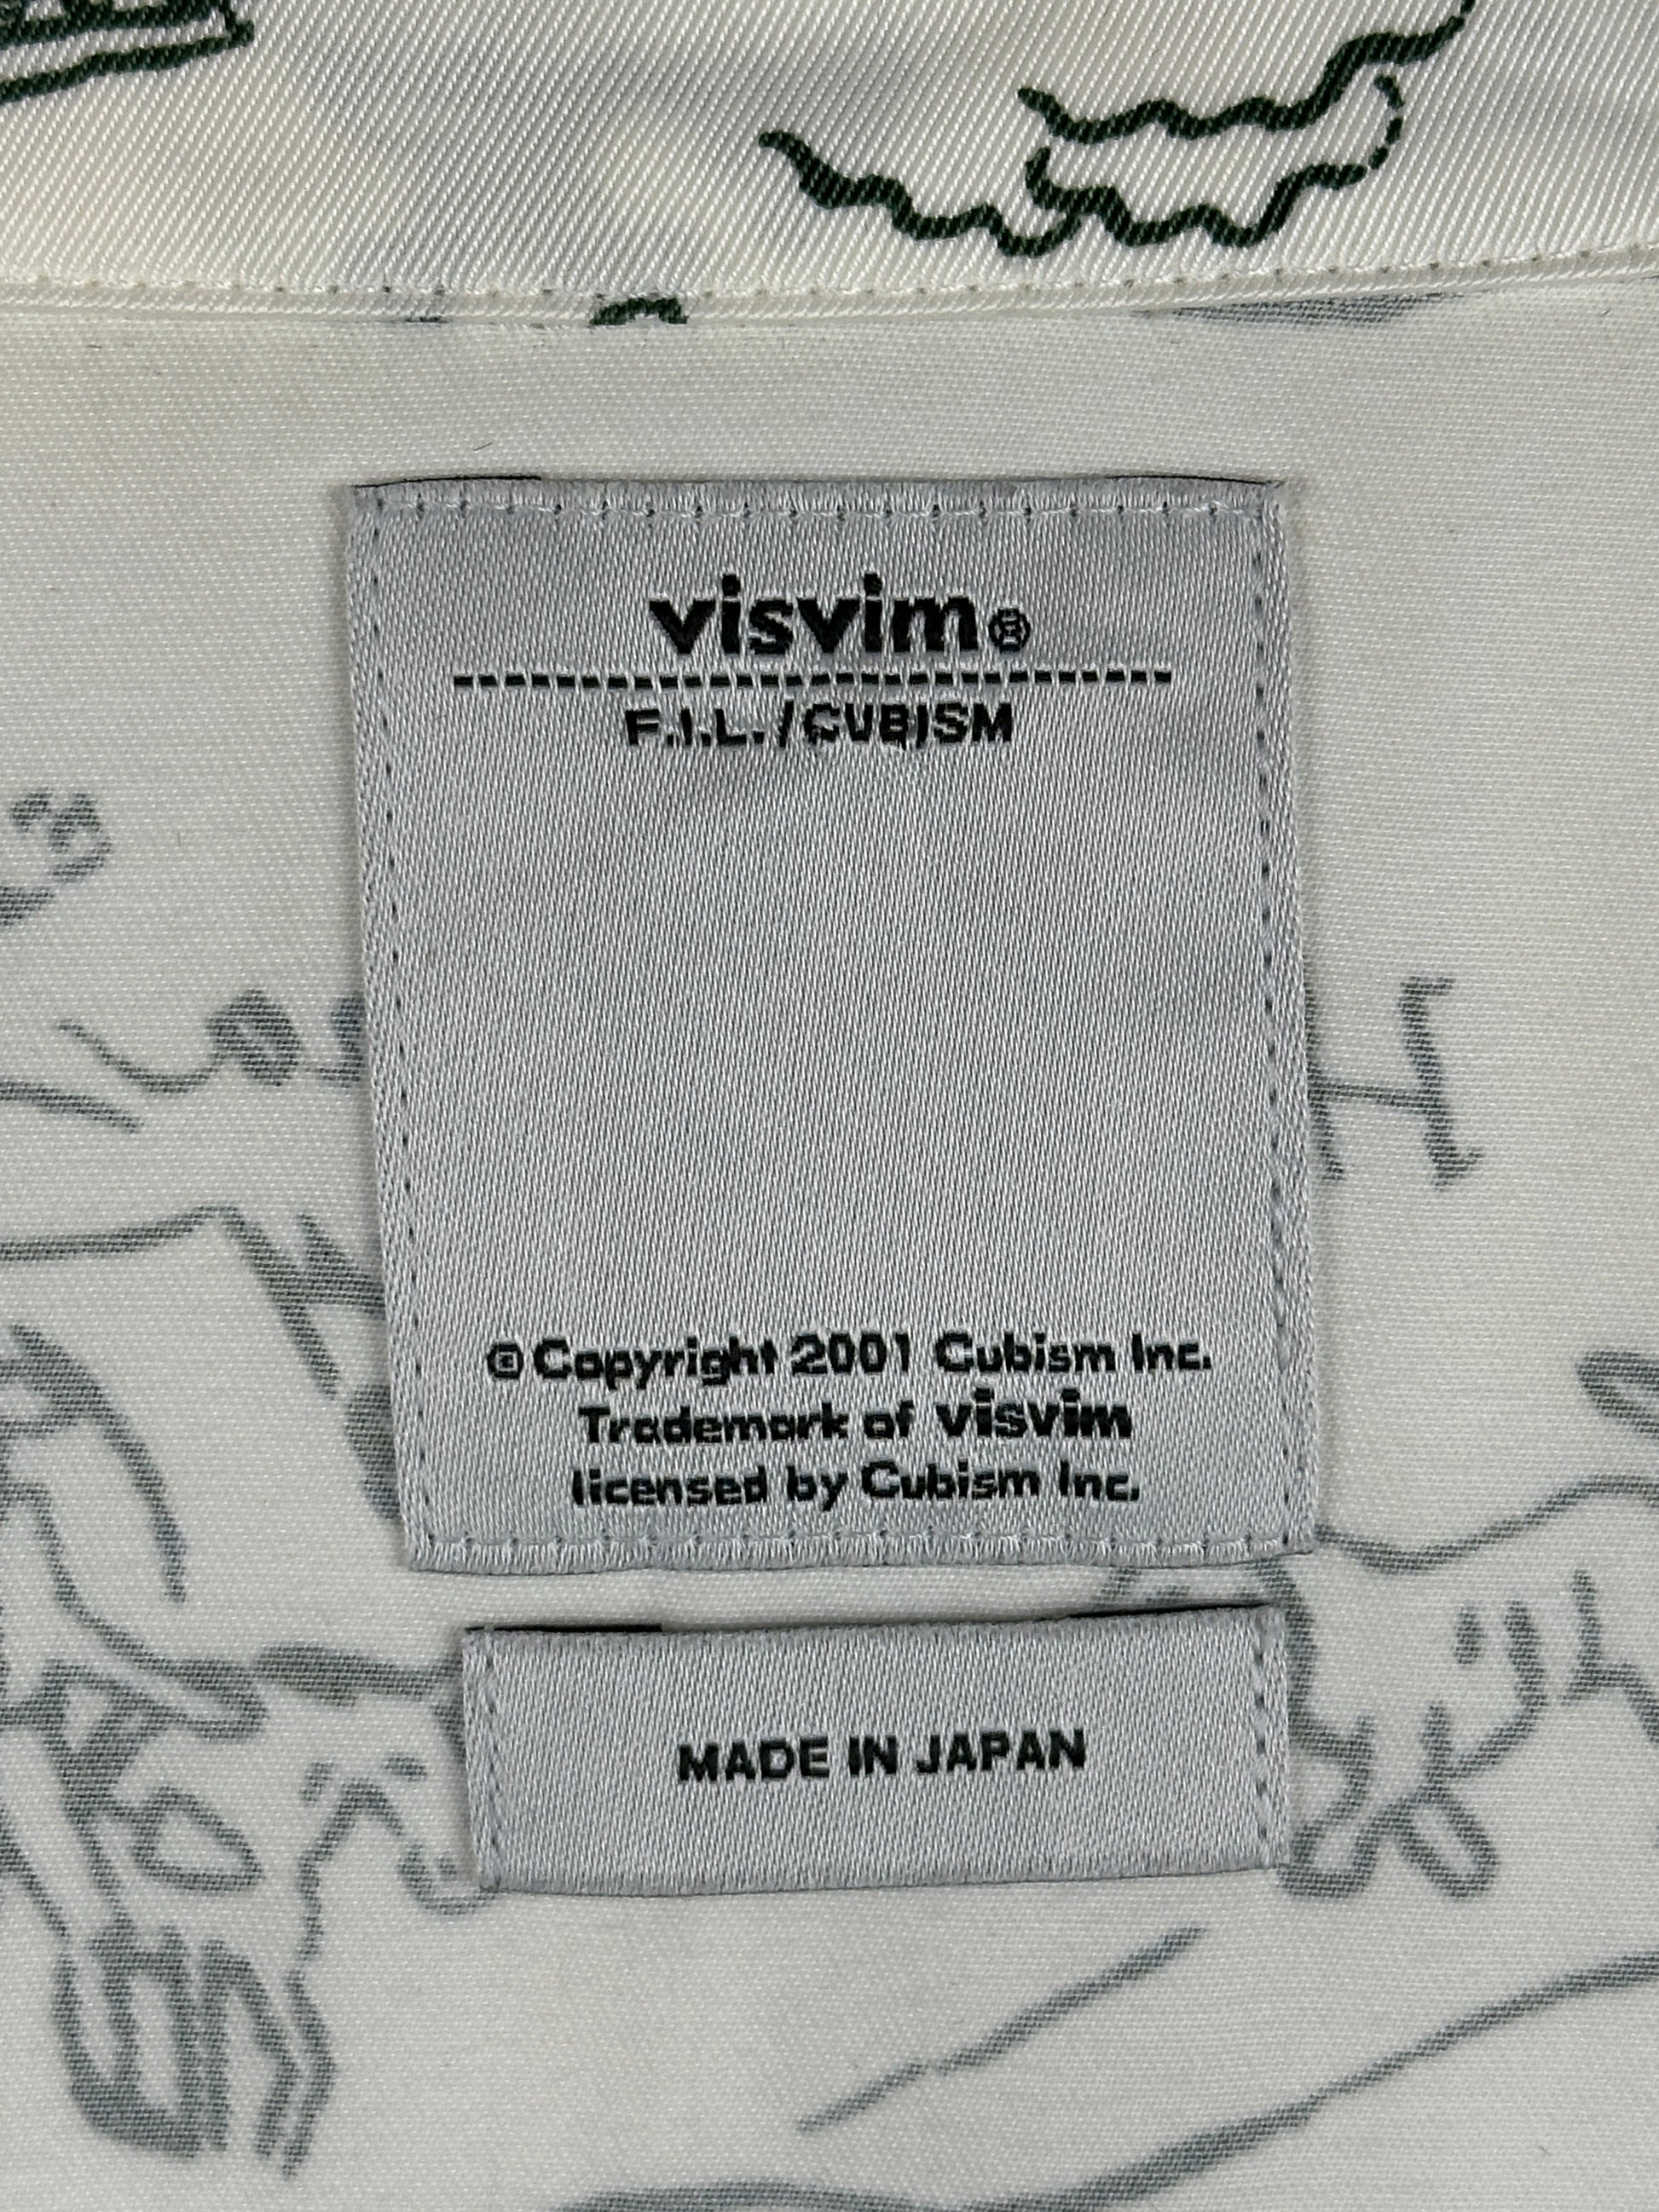 visvim®
F.I.L./CUBISM
© Copyright 2001 Cubism Inc.
Trademark of visvim
licensed by Cubism Inc.
MADE IN JAPAN